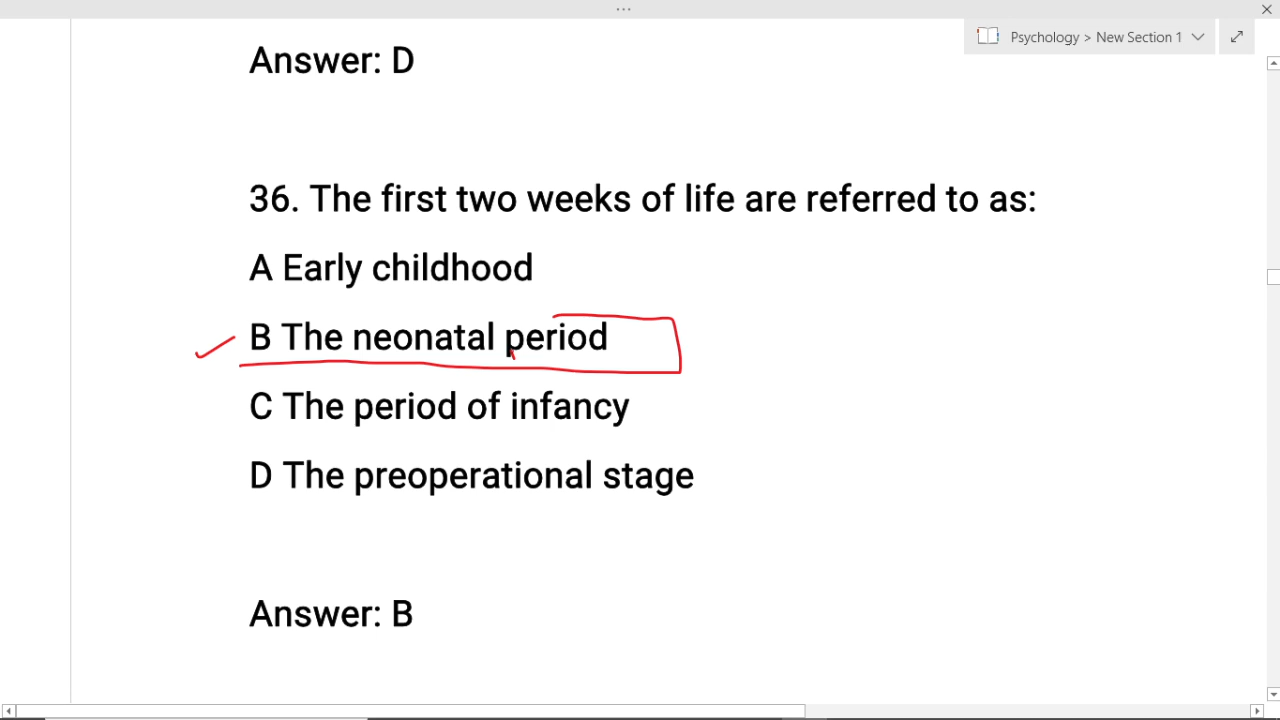 Psychology > New Section 1
Answer: D
36. The first two weeks of life are referred to as:
A Early childhood
B The neonatal period
C The period of infancy
D The preoperational stage
Answer: B